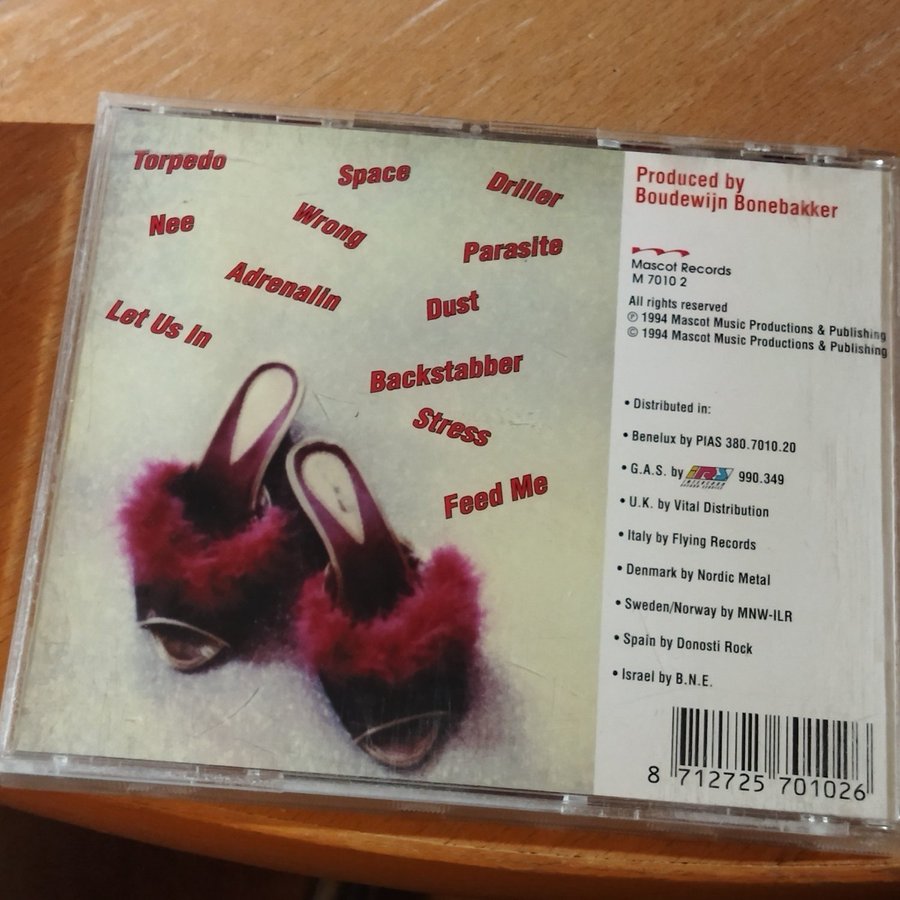 Torpedo
Space
Driller
Nee
Wrong
Parasite
Adrenalin
Dust
Let Us In
Backstabber
Stress
Feed Me
Produced by
Boudewijn Bonebakker
Mascot Records
M 7010 2
All rights reserved
℗ 1994 Mascot Music Productions & Publishing
© 1994 Mascot Music Productions & Publishing
• Distributed in:
• Benelux by PIAS 380.7010.20
• G.A.S. by IRS 990.349
• U.K. by Vital Distribution
• Italy by Flying Records
• Denmark by Nordic Metal
• Sweden/Norway by MNW-ILR
• Spain by Donosti Rock
• Israel by B.N.E.
8 712725 701026